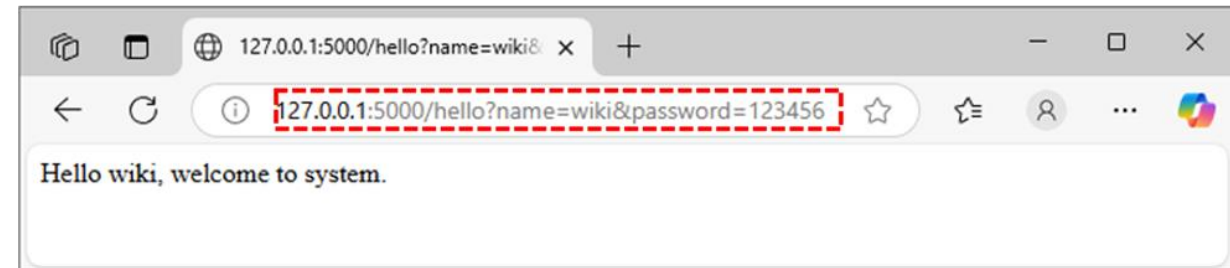 127.0.0.1:5000/hello?name=wiki&
127.0.0.1:5000/hello?name=wiki&password=123456
Hello wiki, welcome to system.